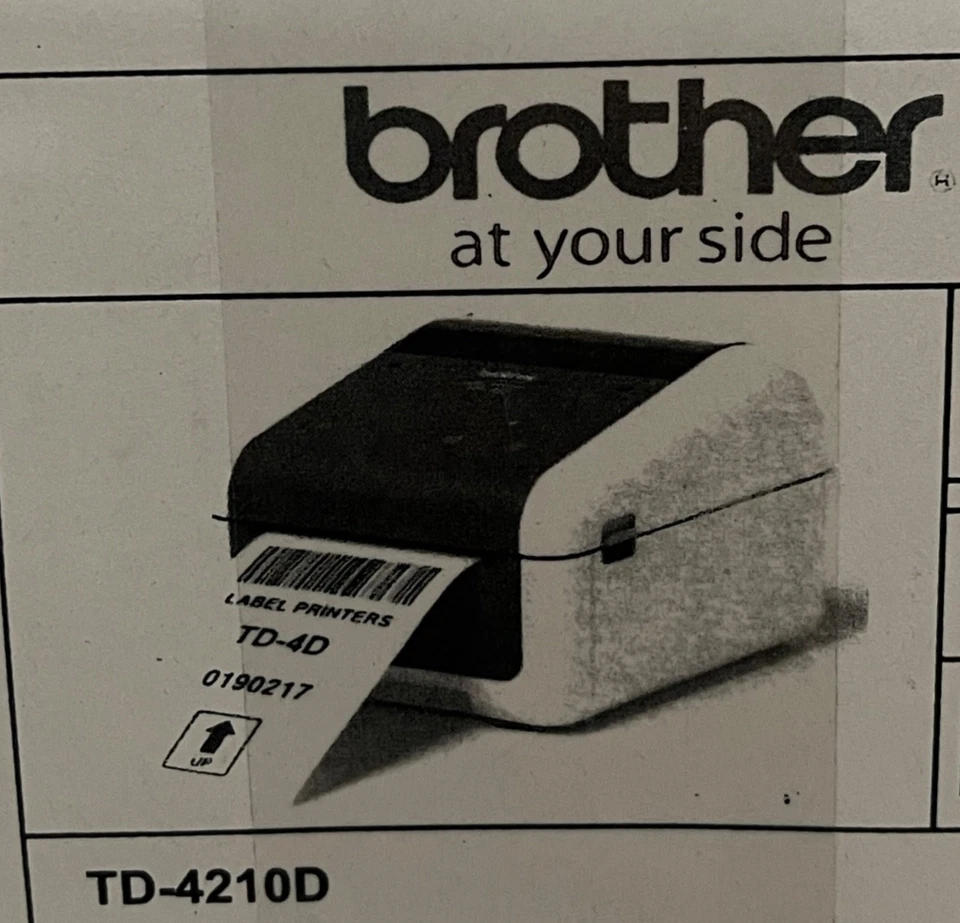 brother
at your side
LABEL PRINTERS
TD-4D
0190217
UP
TD-4210D